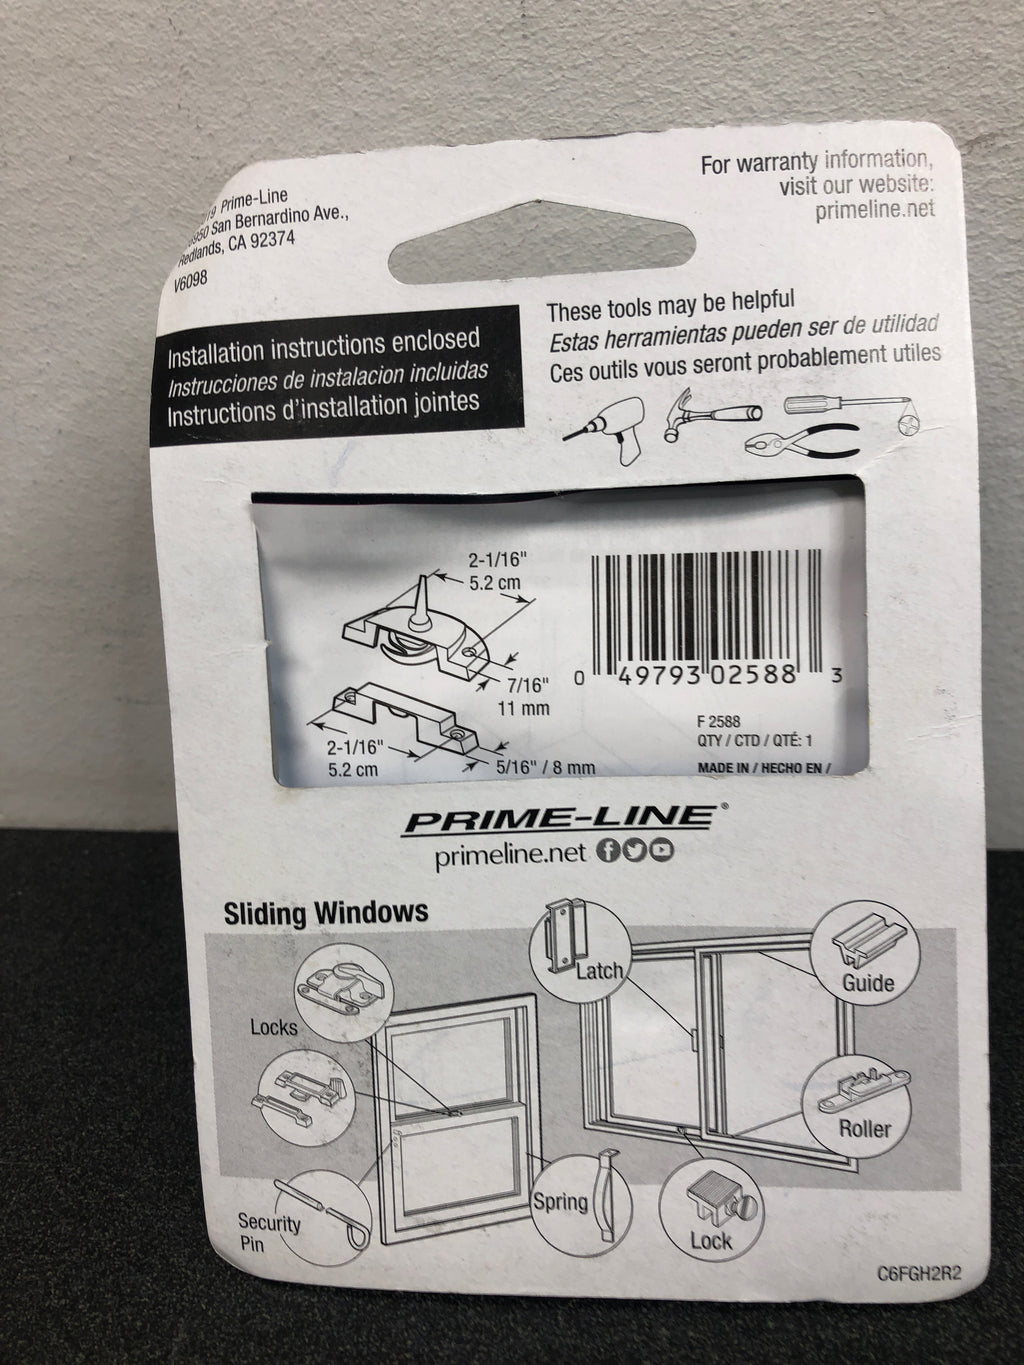 Prime-Line
San Bernardino Ave.,
Redlands, CA 92374
V6098
For warranty information,
visit our website:
primeline.net
Installation instructions enclosed
Instrucciones de instalacion incluidas
Instructions d'installation jointes
These tools may be helpful
Estas herramientas pueden ser de utilidad
Ces outils vous seront probablement utiles
2-1/16"
5.2 cm
7/16"
11 mm
2-1/16"
5.2 cm
5/16" / 8 mm
0 49793 02588 3
F 2588
QTY / CTD / QTÉ: 1
MADE IN / HECHO EN /
PRIME-LINE®
primeline.net
Sliding Windows
Locks
Security
Pin
Spring
Latch
Guide
Roller
Lock
C6FGH2R2